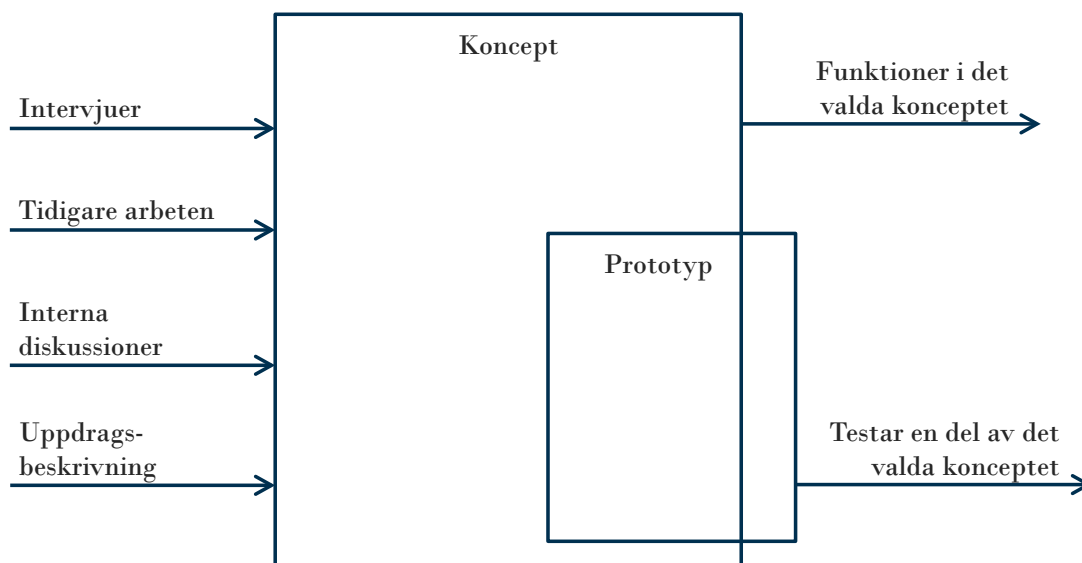 Koncept
Intervjuer
Tidigare arbeten
Interna
diskussioner
Uppdrags-
beskrivning
Prototyp
Funktioner i det
valda konceptet
Testar en del av det
valda konceptet